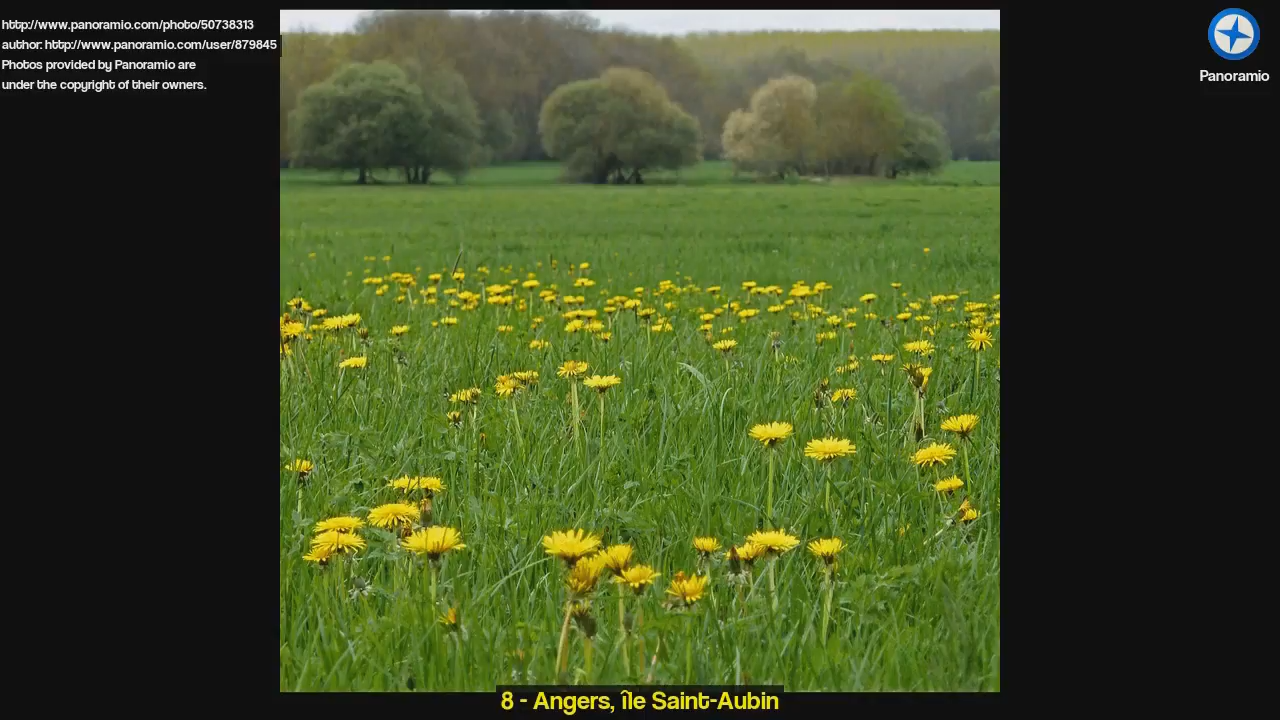 http://www.panoramio.com/photo/50738313
author: http://www.panoramio.com/user/879845
Photos provided by Panoramio are
under the copyright of their owners.
Panoramio
8 - Angers, île Saint-Aubin